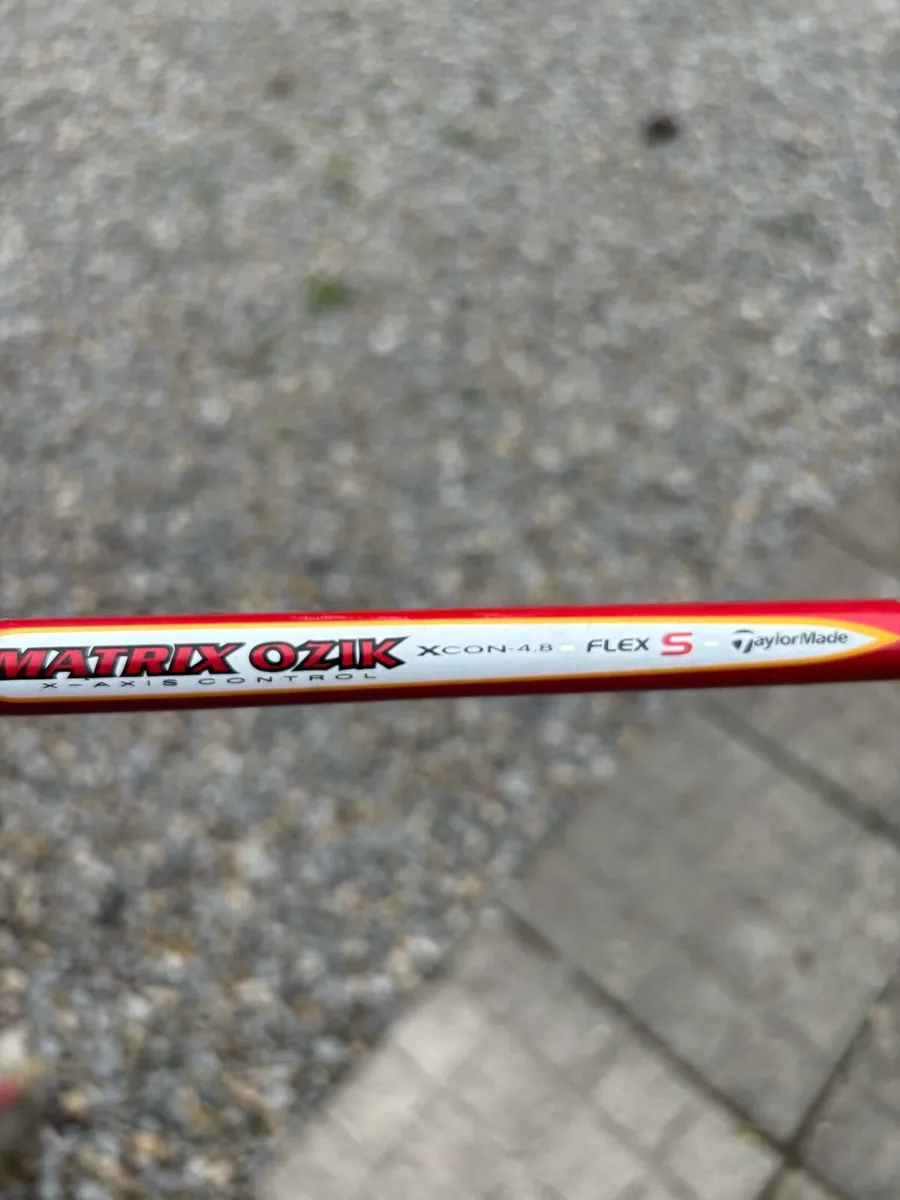 MATRIX OZIK XCON-4.8 FLEX S TaylorMade
X-AXIS CONTROL